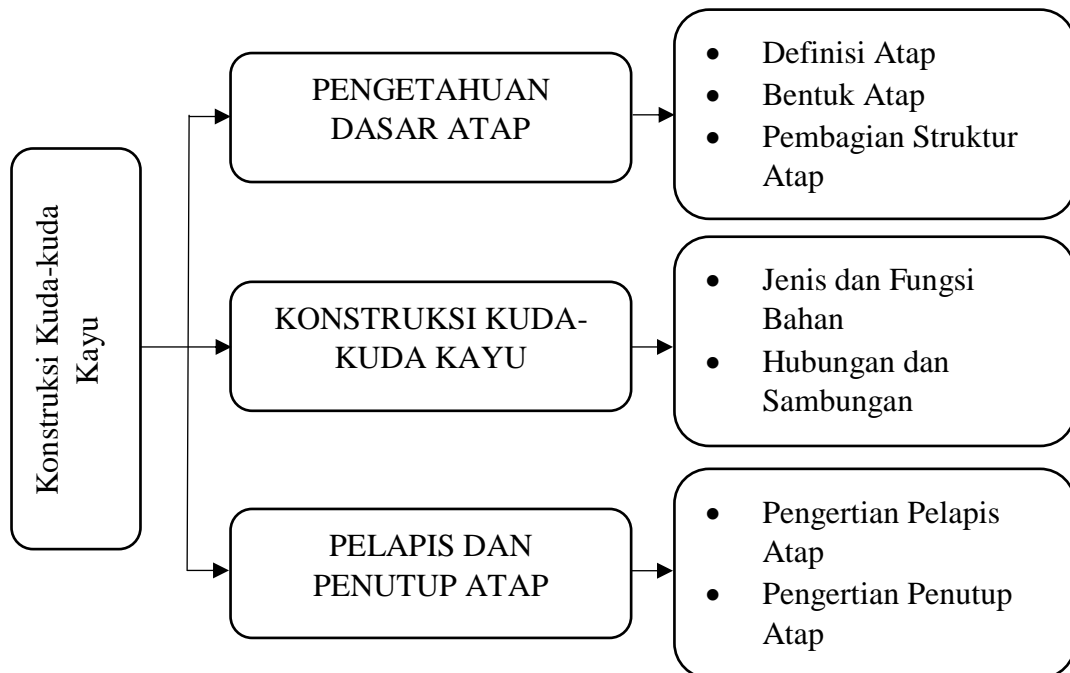 Konstruksi Kuda-kuda
Kayu
PENGETAHUAN
DASAR ATAP
• Definisi Atap
• Bentuk Atap
• Pembagian Struktur
Atap
KONSTRUKSI KUDA-
KUDA KAYU
• Jenis dan Fungsi
Bahan
• Hubungan dan
Sambungan
PELAPIS DAN
PENUTUP ATAP
• Pengertian Pelapis
Atap
• Pengertian Penutup
Atap